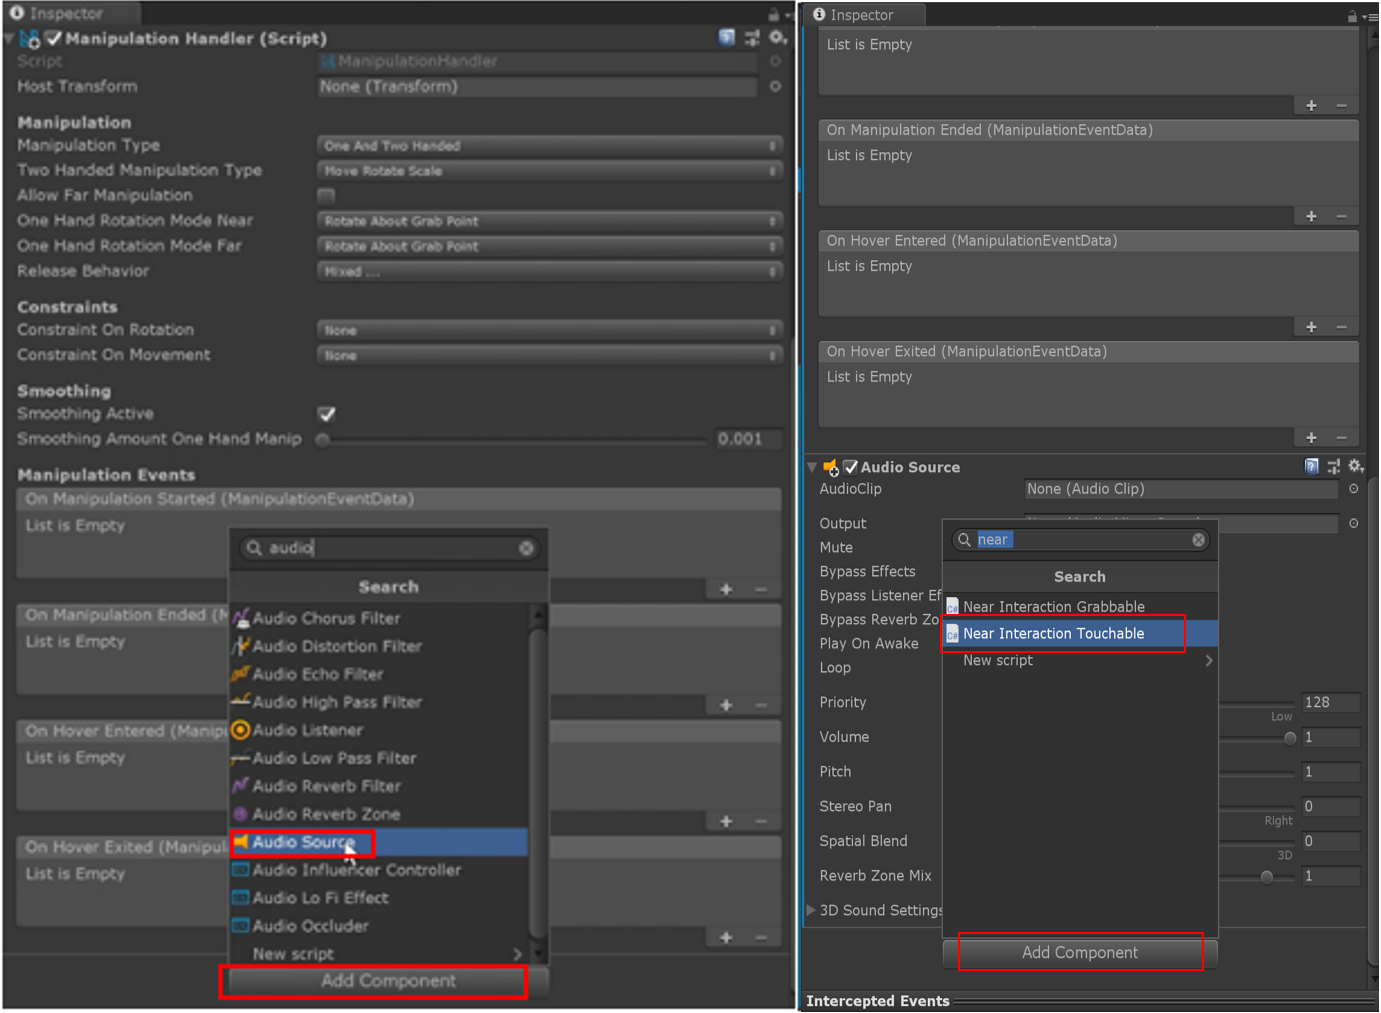 Inspector
Manipulation Handler (Script)
Script ManipulationHandler
Host Transform None (Transform)
Manipulation
Manipulation Type One And Two Handed
Two Handed Manipulation Type Move Rotate Scale
Allow Far Manipulation
One Hand Rotation Mode Near Rotate About Grab Point
One Hand Rotation Mode Far Rotate About Grab Point
Release Behavior Mixed ...
Constraints
Constraint On Rotation None
Constraint On Movement None
Smoothing
Smoothing Active
Smoothing Amount One Hand Manip 0.001
Manipulation Events
On Manipulation Started (ManipulationEventData)
List is Empty
On Manipulation Ended (M
List is Empty
On Hover Entered (Manip
List is Empty
On Hover Exited (Manipul
List is Empty
audio
Search
Audio Chorus Filter
Audio Distortion Filter
Audio Echo Filter
Audio High Pass Filter
Audio Listener
Audio Low Pass Filter
Audio Reverb Filter
Audio Reverb Zone
Audio Source
Audio Influencer Controller
Audio Lo Fi Effect
Audio Occluder
New script
Add Component
Inspector
List is Empty
On Manipulation Ended (ManipulationEventData)
List is Empty
On Hover Entered (ManipulationEventData)
List is Empty
On Hover Exited (ManipulationEventData)
List is Empty
Audio Source
AudioClip None (Audio Clip)
Output
Mute
Bypass Effects
Bypass Listener Ef
Bypass Reverb Zo
Play On Awake
Loop
Priority 128
Low
Volume 1
Pitch 1
Stereo Pan 0
Right
Spatial Blend 0
3D
Reverb Zone Mix 1
3D Sound Settings
near
Search
Near Interaction Grabbable
Near Interaction Touchable
New script
Add Component
Intercepted Events